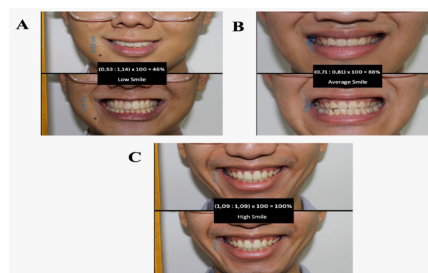 A
(0,53 : 1,14) x 100 = 46%
Low Smile
B
(0,71 : 0,81) x 100 = 88%
Average Smile
C
(1,09 : 1,09) x 100 = 100%
High Smile